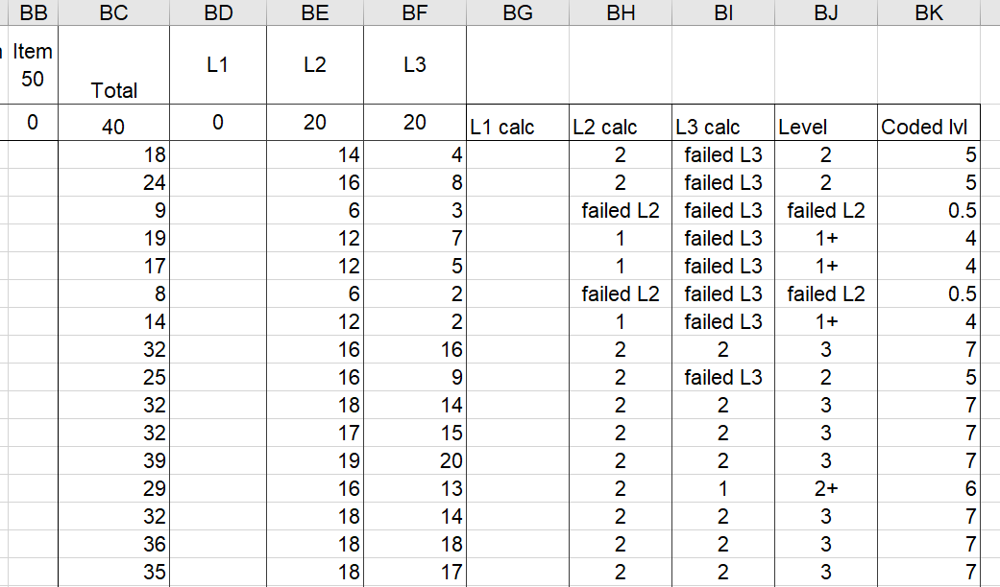 BB BC BD BE BF BG BH BI BJ BK
Item 50 Total L1 L2 L3
0 40 0 20 20 L1 calc L2 calc L3 calc Level Coded lvl
18 14 4 2 failed L3 2 5
24 16 8 2 failed L3 2 5
9 6 3 failed L2 failed L3 failed L2 0.5
19 12 7 1 failed L3 1+ 4
17 12 5 1 failed L3 1+ 4
8 6 2 failed L2 failed L3 failed L2 0.5
14 12 2 1 failed L3 1+ 4
32 16 16 2 2 3 7
25 16 9 2 failed L3 2 5
32 18 14 2 2 3 7
32 17 15 2 2 3 7
39 19 20 2 2 3 7
29 16 13 2 1 2+ 6
32 18 14 2 2 3 7
36 18 18 2 2 3 7
35 18 17 2 2 3 7